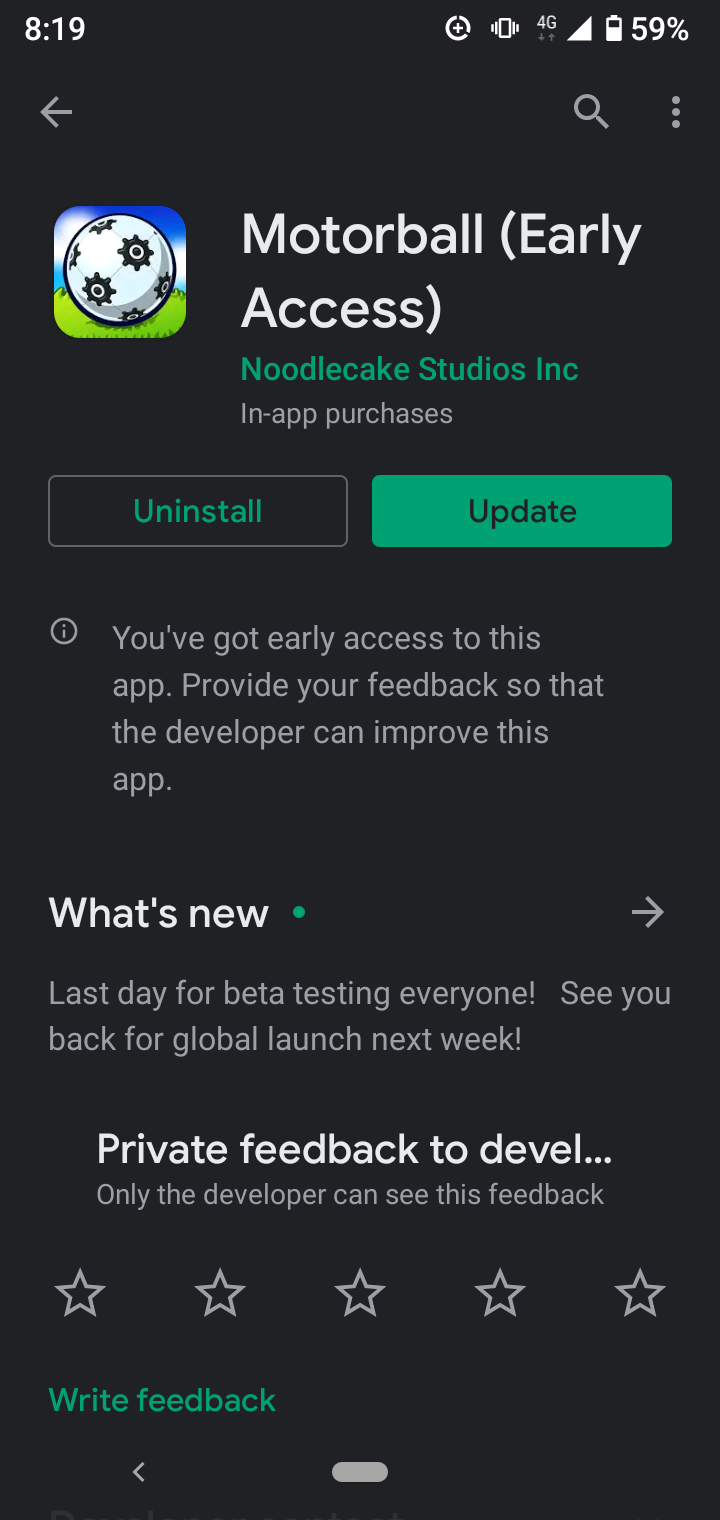 8:19
4G
59%
Motorball (Early
Access)
Noodlecake Studios Inc
In-app purchases
Uninstall
Update
You've got early access to this
app. Provide your feedback so that
the developer can improve this
app.
What's new
Last day for beta testing everyone!   See you
back for global launch next week!
Private feedback to devel...
Only the developer can see this feedback
Write feedback